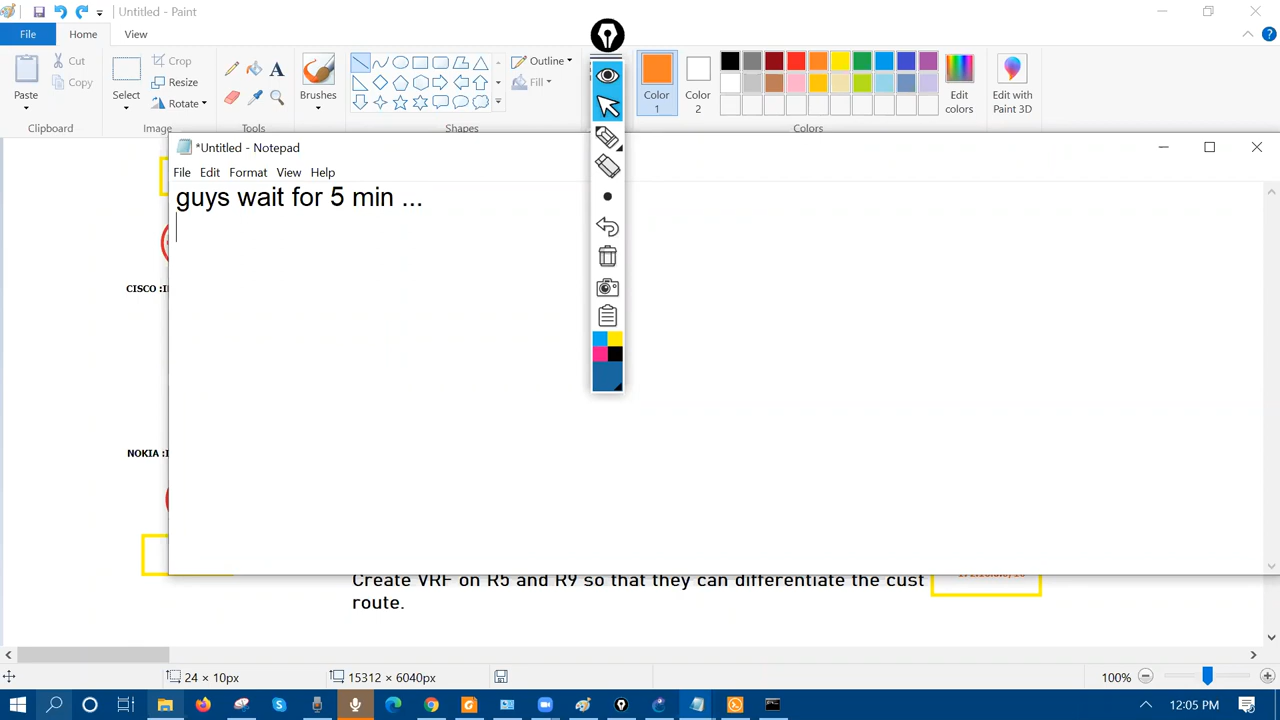 Untitled - Paint
File
Home
View
Paste
Cut
Copy
Clipboard
Select
Crop
Resize
Rotate
Image
A
Tools
Brushes
Outline
Fill
Shapes
Color
1
Color
2
Edit
colors
Edit with
Paint 3D
Colors
*Untitled - Notepad
File Edit Format View Help
guys wait for 5 min ...
CISCO :I
NOKIA :I
Create VRF on R5 and R9 so that they can differentiate the cust
route.
24 × 10px
15312 × 6040px
100%
12:05 PM